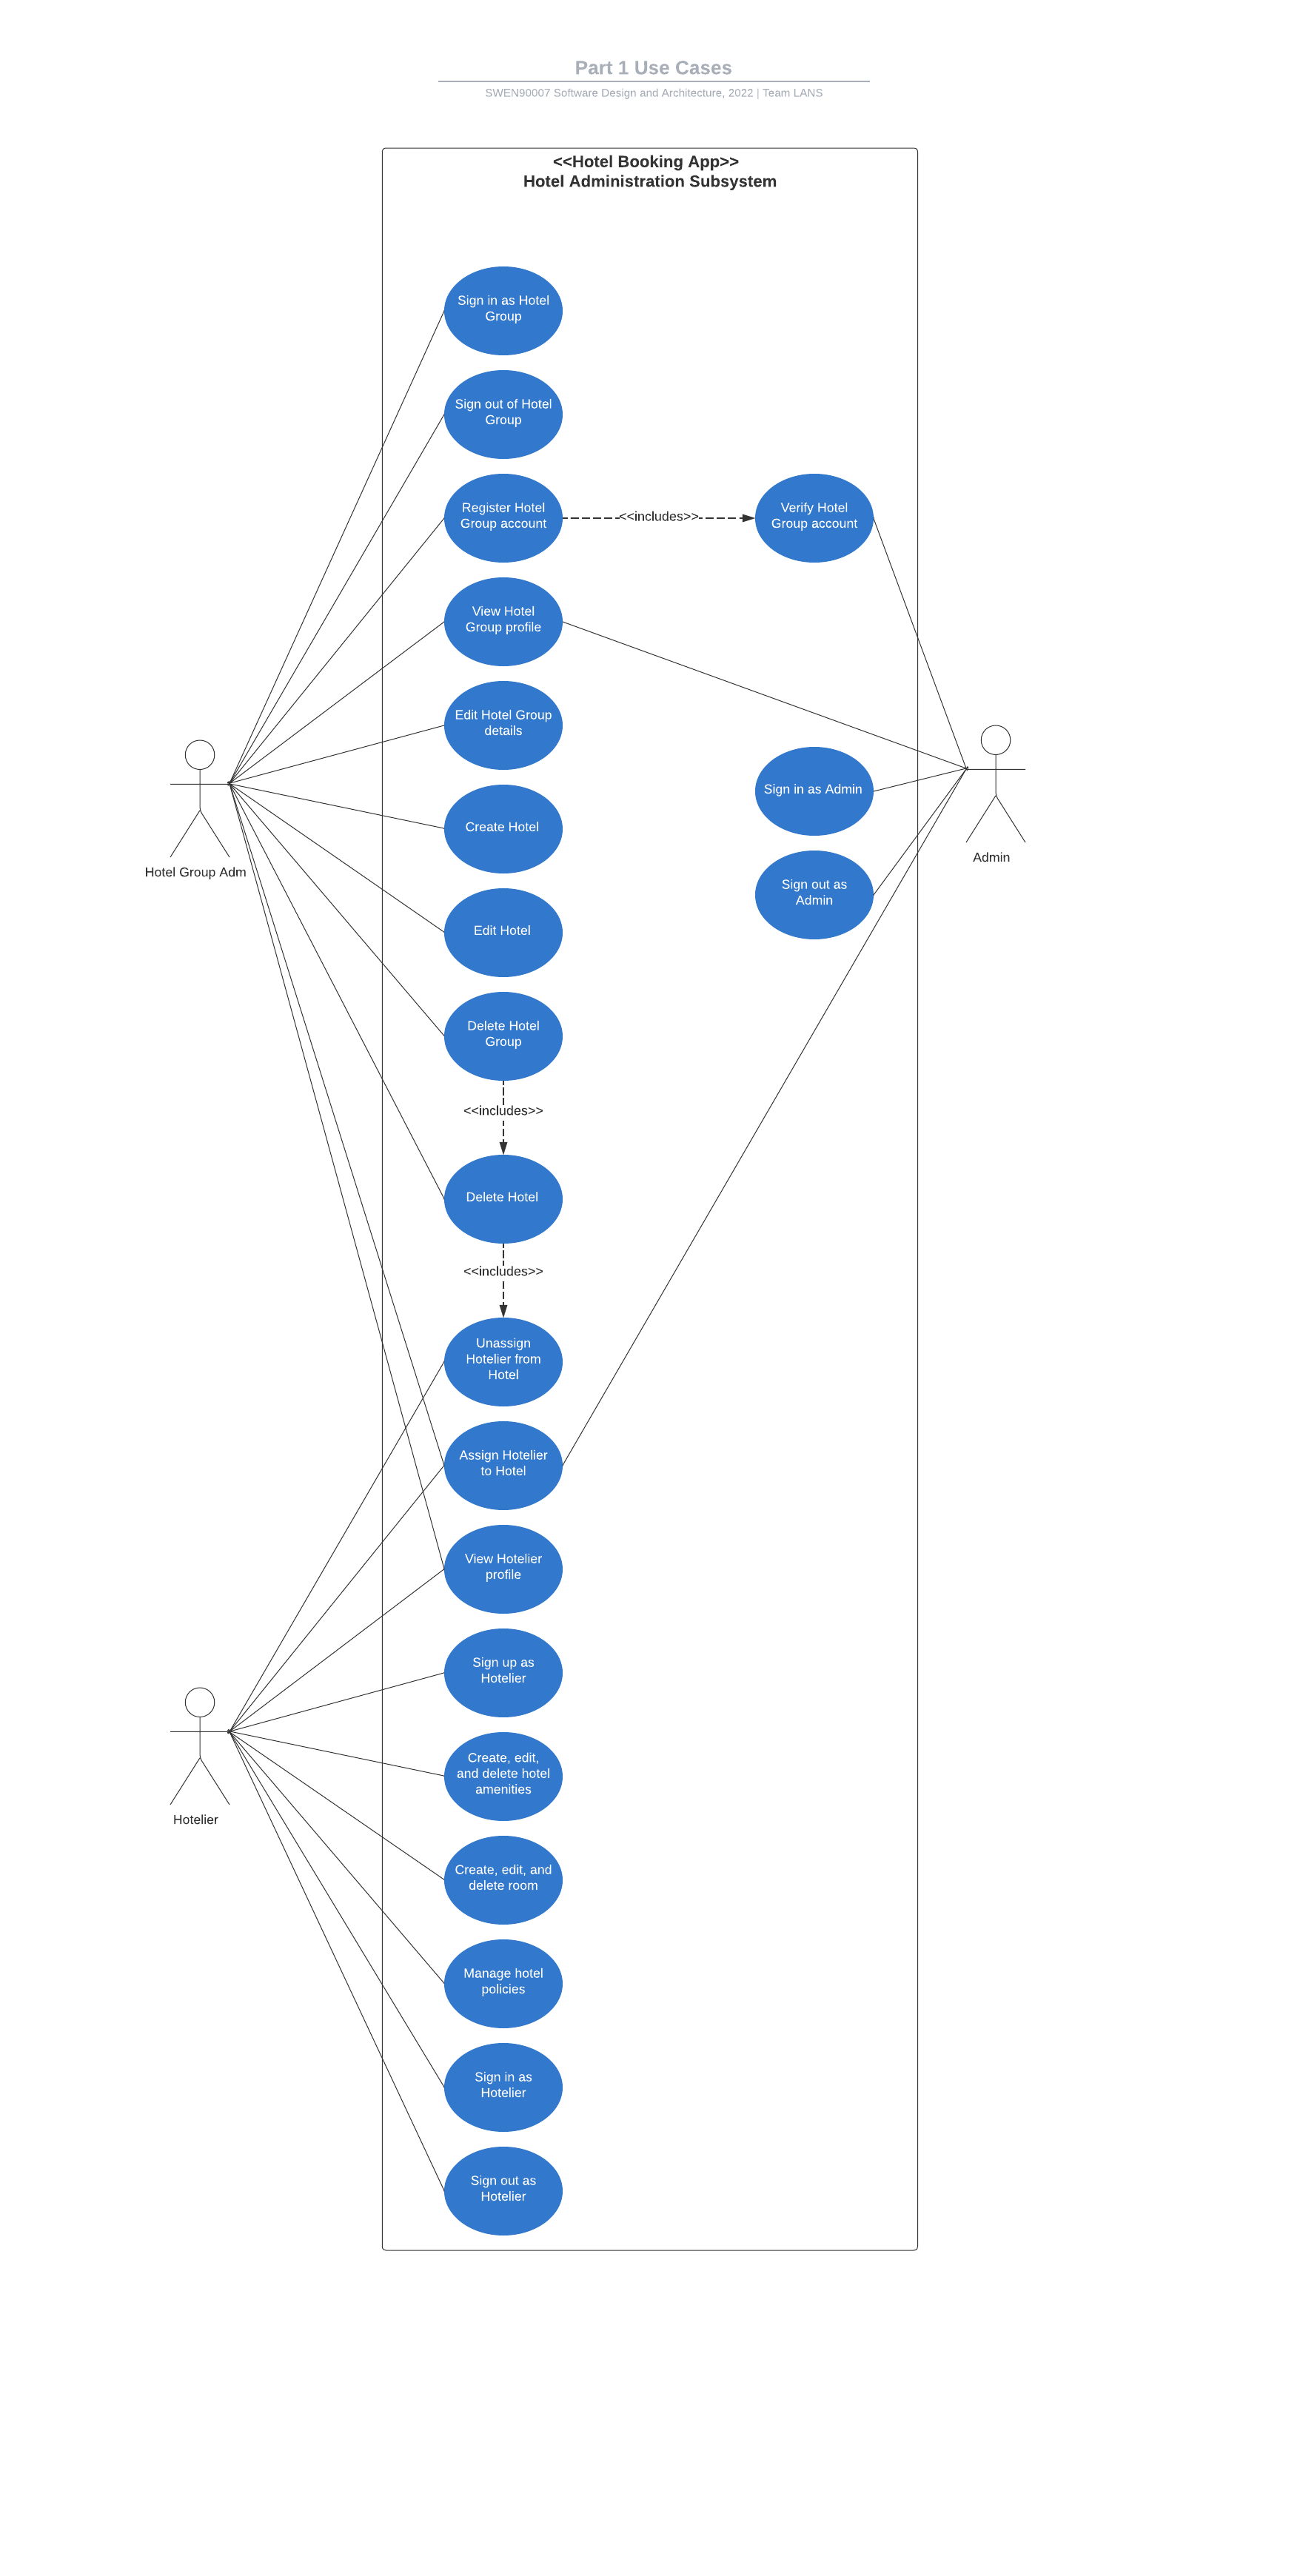 Part 1 Use Cases
SWEN90007 Software Design and Architecture, 2022 | Team LANS
<<Hotel Booking App>>
Hotel Administration Subsystem
Sign in as Hotel
Group
Sign out of Hotel
Group
Register Hotel
Group account
<<includes>>
Verify Hotel
Group account
View Hotel
Group profile
Edit Hotel Group
details
Sign in as Admin
Create Hotel
Admin
Hotel Group Adm
Sign out as
Admin
Edit Hotel
Delete Hotel
Group
<<includes>>
Delete Hotel
<<includes>>
Unassign
Hotelier from
Hotel
Assign Hotelier
to Hotel
View Hotelier
profile
Sign up as
Hotelier
Create, edit,
and delete hotel
amenities
Hotelier
Create, edit, and
delete room
Manage hotel
policies
Sign in as
Hotelier
Sign out as
Hotelier